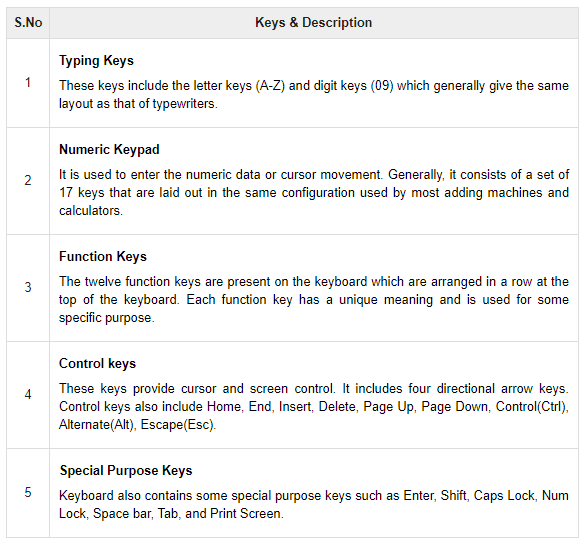 S.No Keys & Description
Typing Keys
1
These keys include the letter keys (A-Z) and digit keys (09) which generally give the same
layout as that of typewriters.
Numeric Keypad
2
It is used to enter the numeric data or cursor movement. Generally, it consists of a set of
17 keys that are laid out in the same configuration used by most adding machines and
calculators.
Function Keys
3
The twelve function keys are present on the keyboard which are arranged in a row at the
top of the keyboard. Each function key has a unique meaning and is used for some
specific purpose.
Control keys
4
These keys provide cursor and screen control. It includes four directional arrow keys.
Control keys also include Home, End, Insert, Delete, Page Up, Page Down, Control(Ctrl),
Alternate(Alt), Escape(Esc).
Special Purpose Keys
5
Keyboard also contains some special purpose keys such as Enter, Shift, Caps Lock, Num
Lock, Space bar, Tab, and Print Screen.